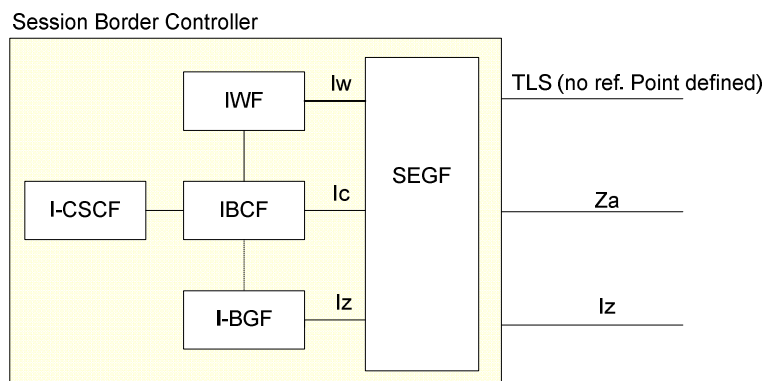 Session Border Controller
Iw
TLS (no ref. Point defined)
IWF
SEGF
I-CSCF
IBCF
Ic
Za
I-BGF
Iz
Iz